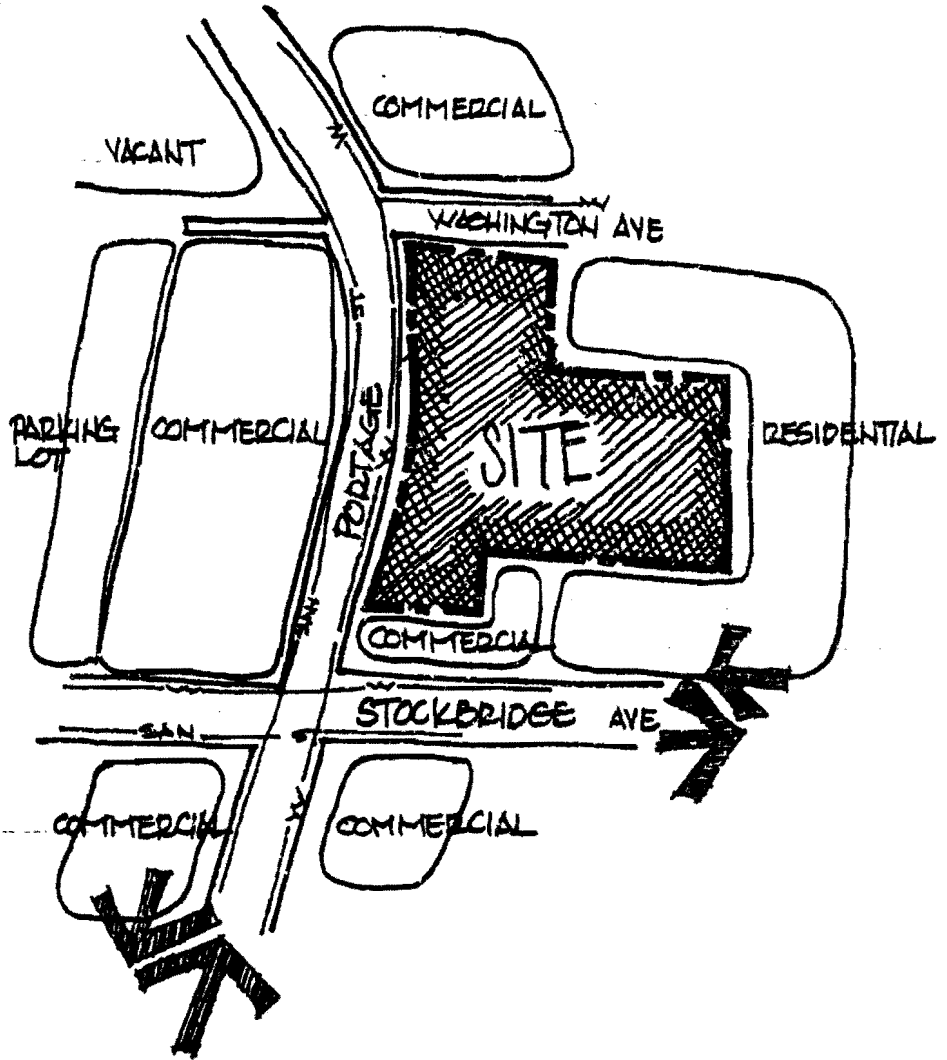 COMMERCIAL
VACANT
W
W
WASHINGTON AVE
ST
PORTAGE
W
PARKING
LOT
COMMERCIAL
SITE
RESIDENTIAL
SAN
COMMERCIAL
W
W
STOCKBRIDGE AVE
SAN
S
W
COMMERCIAL
COMMERCIAL